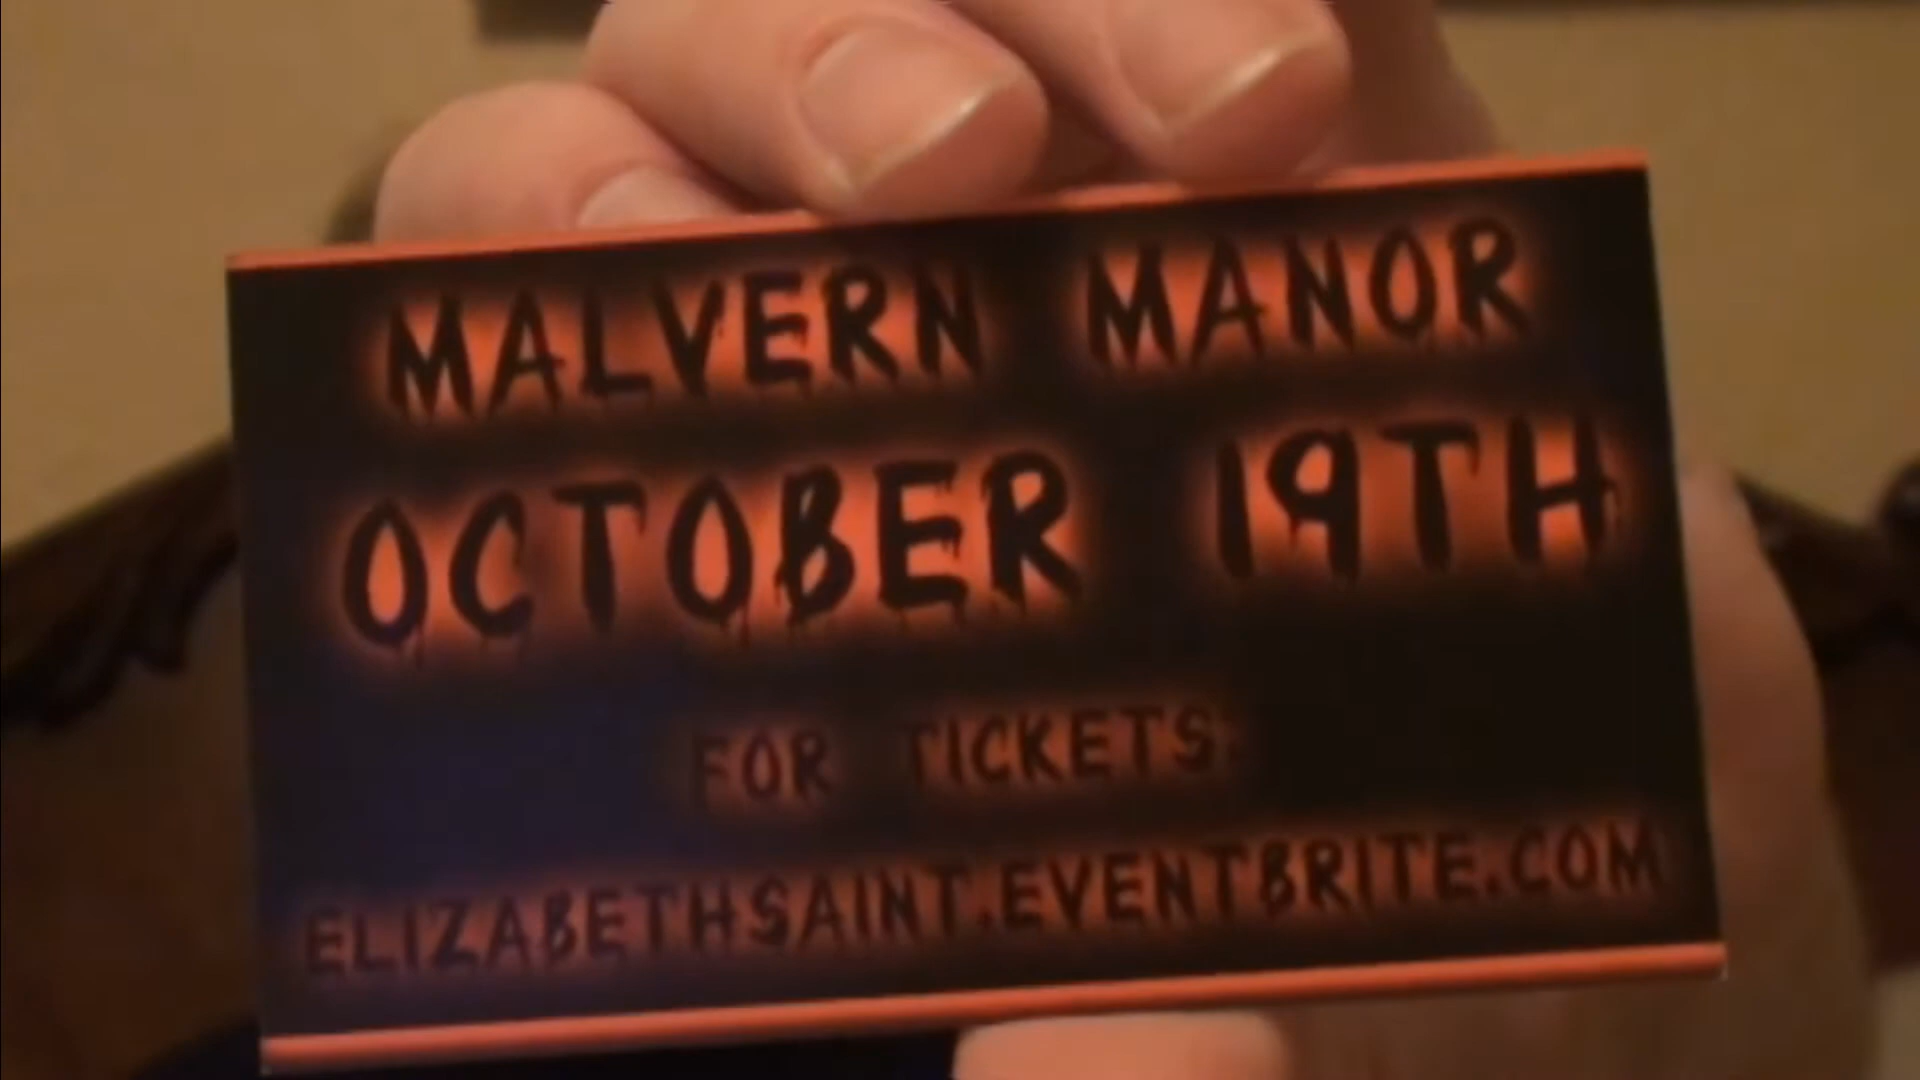 MALVERN MANOR
OCTOBER 19TH
FOR TICKETS:
ELIZABETHSAINT.EVENTBRITE.COM